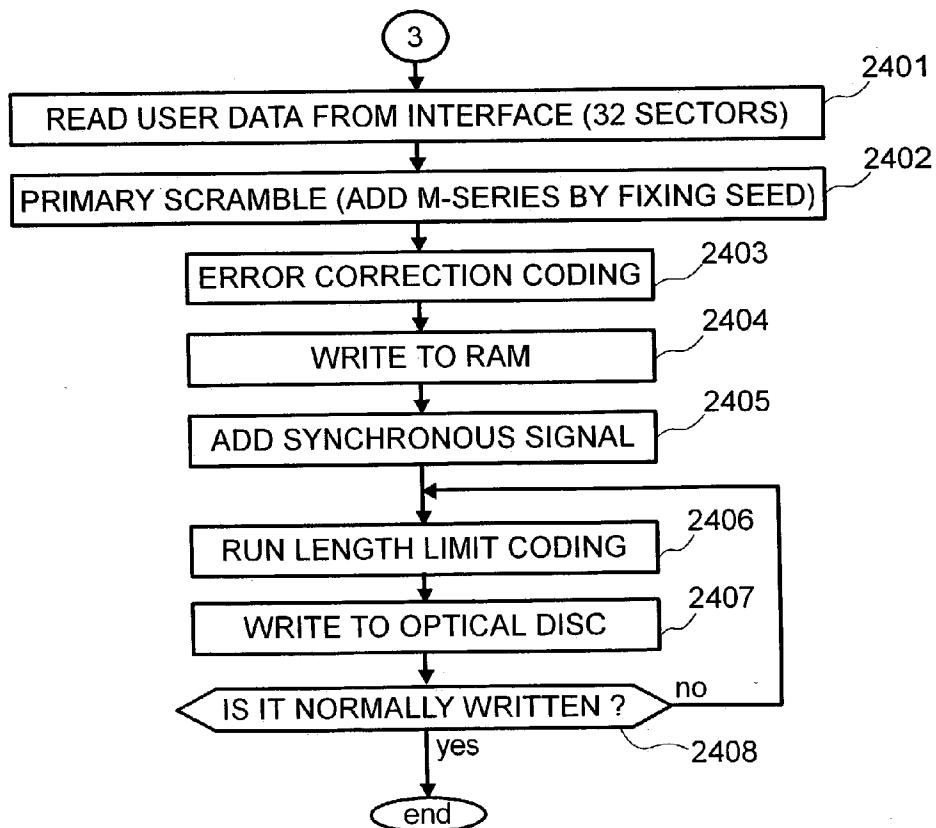 3
2401
READ USER DATA FROM INTERFACE (32 SECTORS)
2402
PRIMARY SCRAMBLE (ADD M-SERIES BY FIXING SEED)
2403
ERROR CORRECTION CODING
2404
WRITE TO RAM
2405
ADD SYNCHRONOUS SIGNAL
2406
RUN LENGTH LIMIT CODING
2407
WRITE TO OPTICAL DISC
no
IS IT NORMALLY WRITTEN ?
yes
2408
end